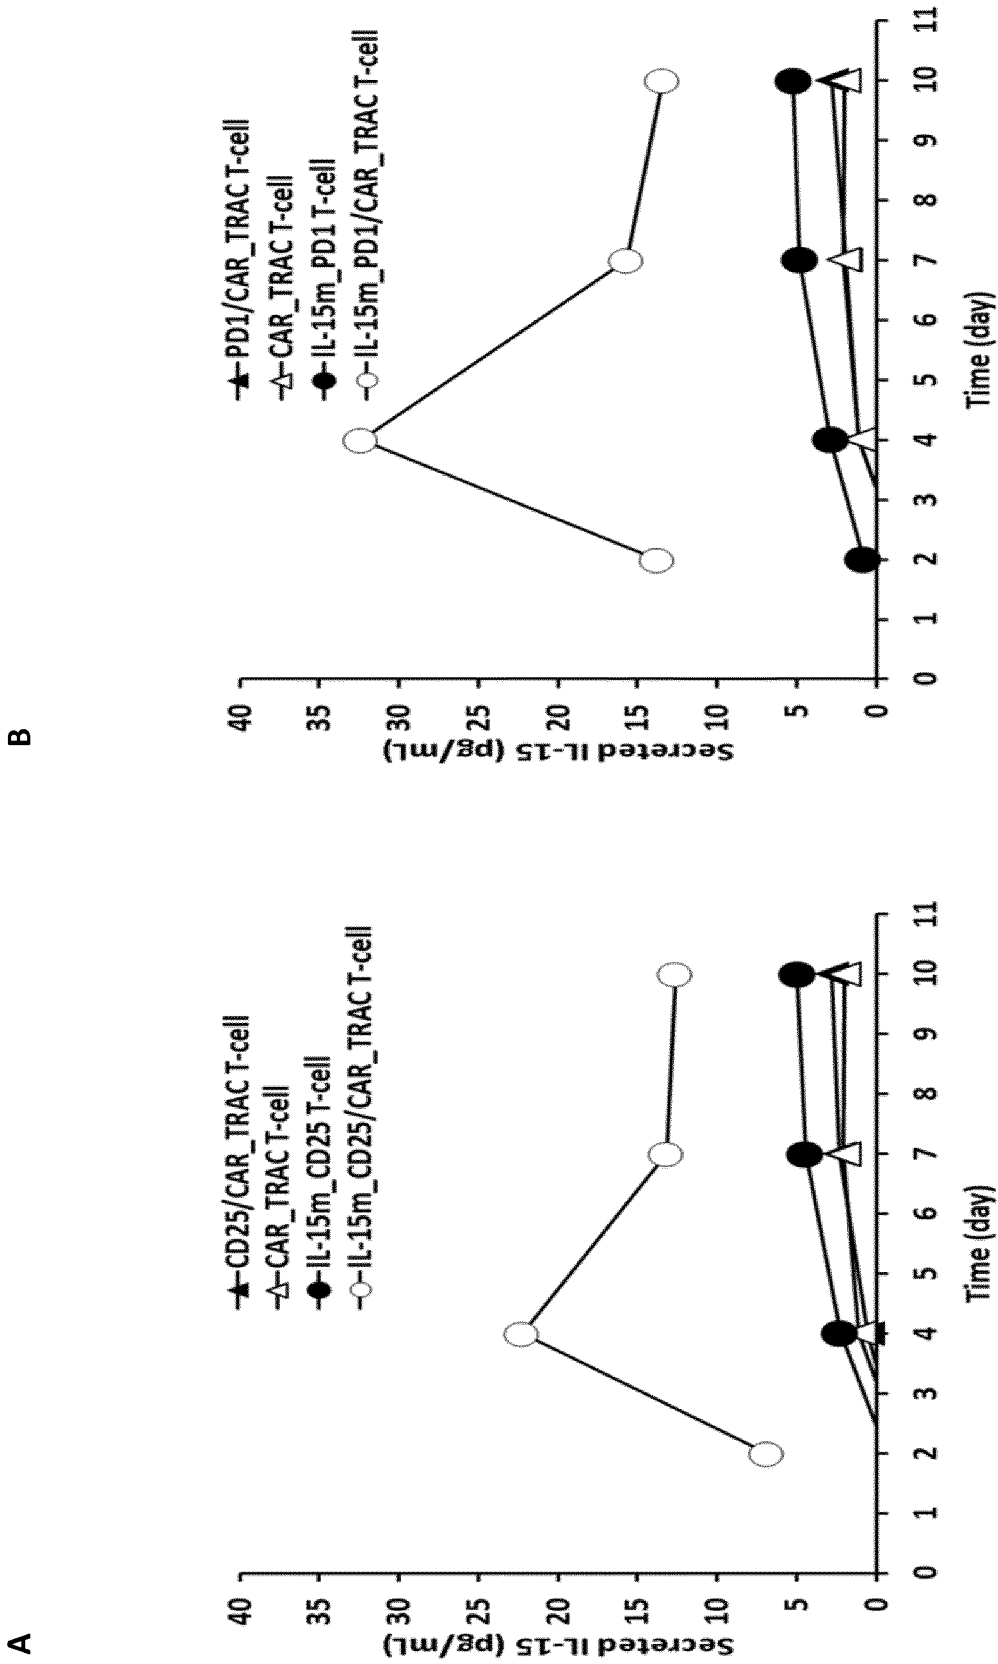 A
CD25/CAR_TRAC T-cell
CAR_TRAC T-cell
IL-15m_CD25 T-cell
IL-15m_CD25/CAR_TRAC T-cell
Secreted IL-15 (pg/mL)
40
35
30
25
20
15
10
5
0
0 1 2 3 4 5 6 7 8 9 10 11
Time (day)
B
PD1/CAR_TRAC T-cell
CAR_TRAC T-cell
IL-15m_PD1 T-cell
IL-15m_PD1/CAR_TRAC T-cell
Secreted IL-15 (pg/mL)
40
35
30
25
20
15
10
5
0
0 1 2 3 4 5 6 7 8 9 10 11
Time (day)